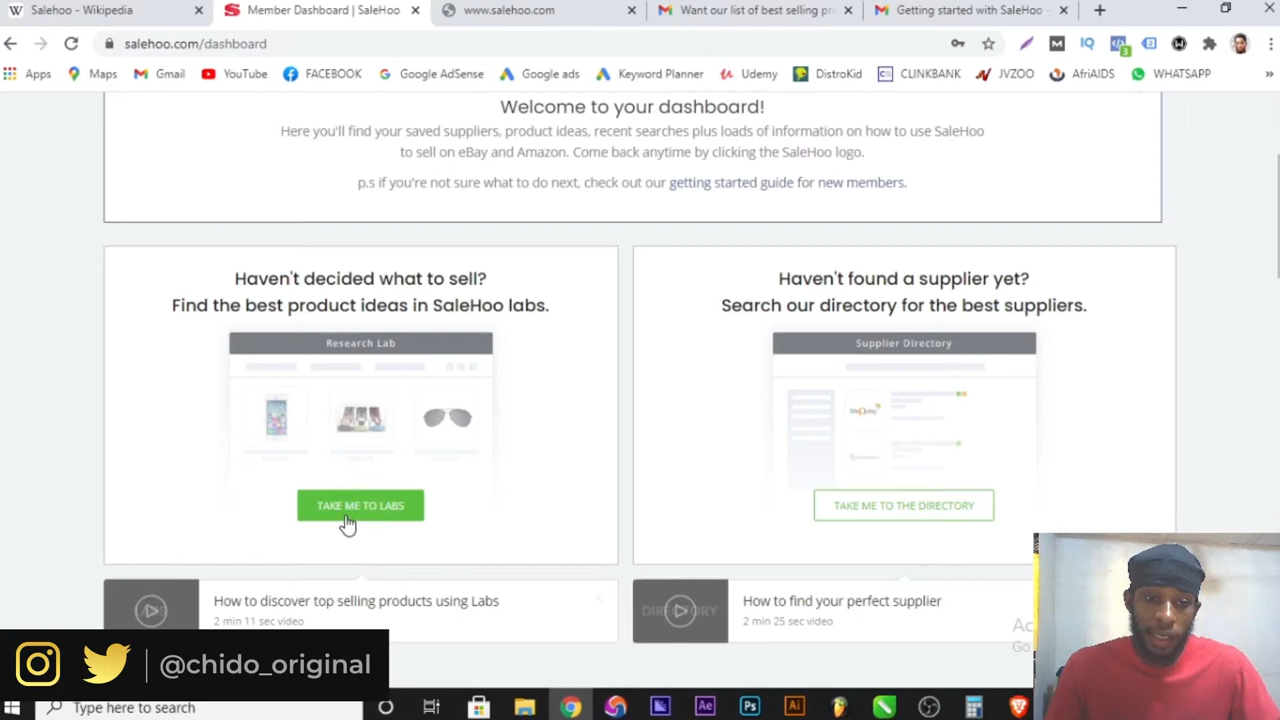 Salehoo - Wikipedia
Member Dashboard | SaleHoo
www.salehoo.com
Want our list of best selling pr
Getting started with SaleHoo -
salehoo.com/dashboard
3
Apps
Maps
Gmail
YouTube
FACEBOOK
Google AdSense
Google ads
Keyword Planner
Udemy
DistroKid
CLINKBANK
JVZOO
AfriAIDS
WHATSAPP
Welcome to your dashboard!
Here you'll find your saved suppliers, product ideas, recent searches plus loads of information on how to use SaleHoo
to sell on eBay and Amazon. Come back anytime by clicking the SaleHoo logo.
p.s if you're not sure what to do next, check out our getting started guide for new members.
Haven't decided what to sell?
Find the best product ideas in SaleHoo labs.
Research Lab
TAKE ME TO LABS
Haven't found a supplier yet?
Search our directory for the best suppliers.
Supplier Directory
TAKE ME TO THE DIRECTORY
LABS
How to discover top selling products using Labs
2 min 11 sec video
DIRECTORY
How to find your perfect supplier
2 min 25 sec video
Ac
Go
@chido_original
Type here to search